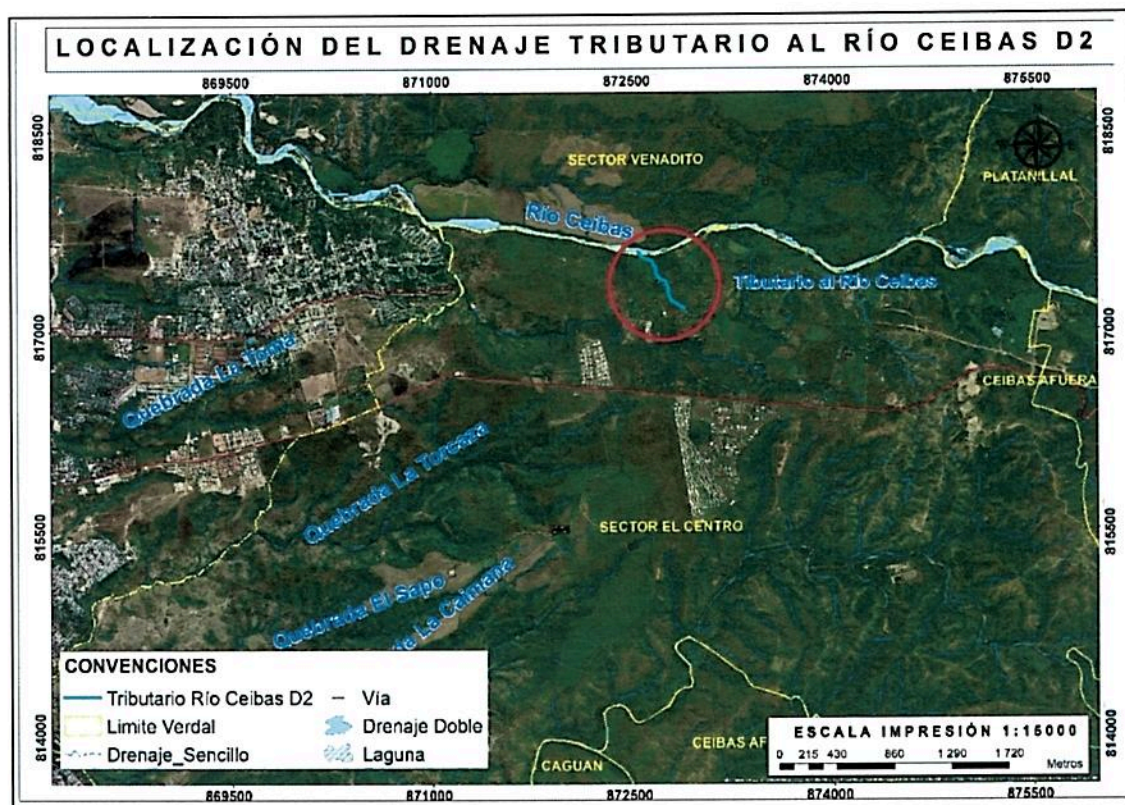 LOCALIZACIÓN DEL DRENAJE TRIBUTARIO AL RÍO CEIBAS D2
869500 871000 872500 874000 875500
818500 818500
SECTOR VENADITO
PLATANILLAL
Río Ceibas
Tibutario al Río Ceibas
817000 817000
Quebrada La Toma
CEIBAS AFUERA
Quebrada La Torcaza
815500 815500
SECTOR EL CENTRO
Quebrada El Sapo
da La Caimana
CONVENCIONES
Tributario Río Ceibas D2 Vía
Limite Verdal Drenaje Doble
Drenaje_Sencillo Laguna
814000 814000
CEIBAS AF
CAGUAN
ESCALA IMPRESIÓN 1:15000
0 215 430 860 1.290 1.720
Metros
869500 871000 872500 874000 875500